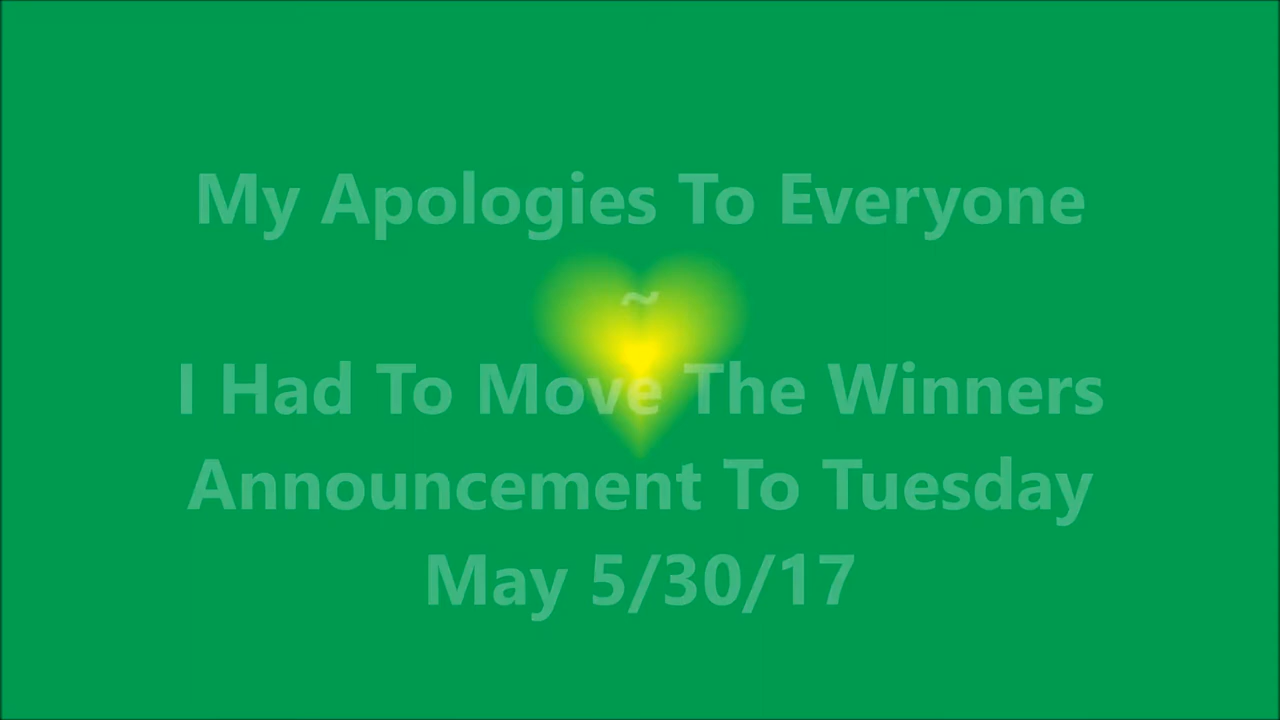 My Apologies To Everyone
~
I Had To Move The Winners
Announcement To Tuesday
May 5/30/17